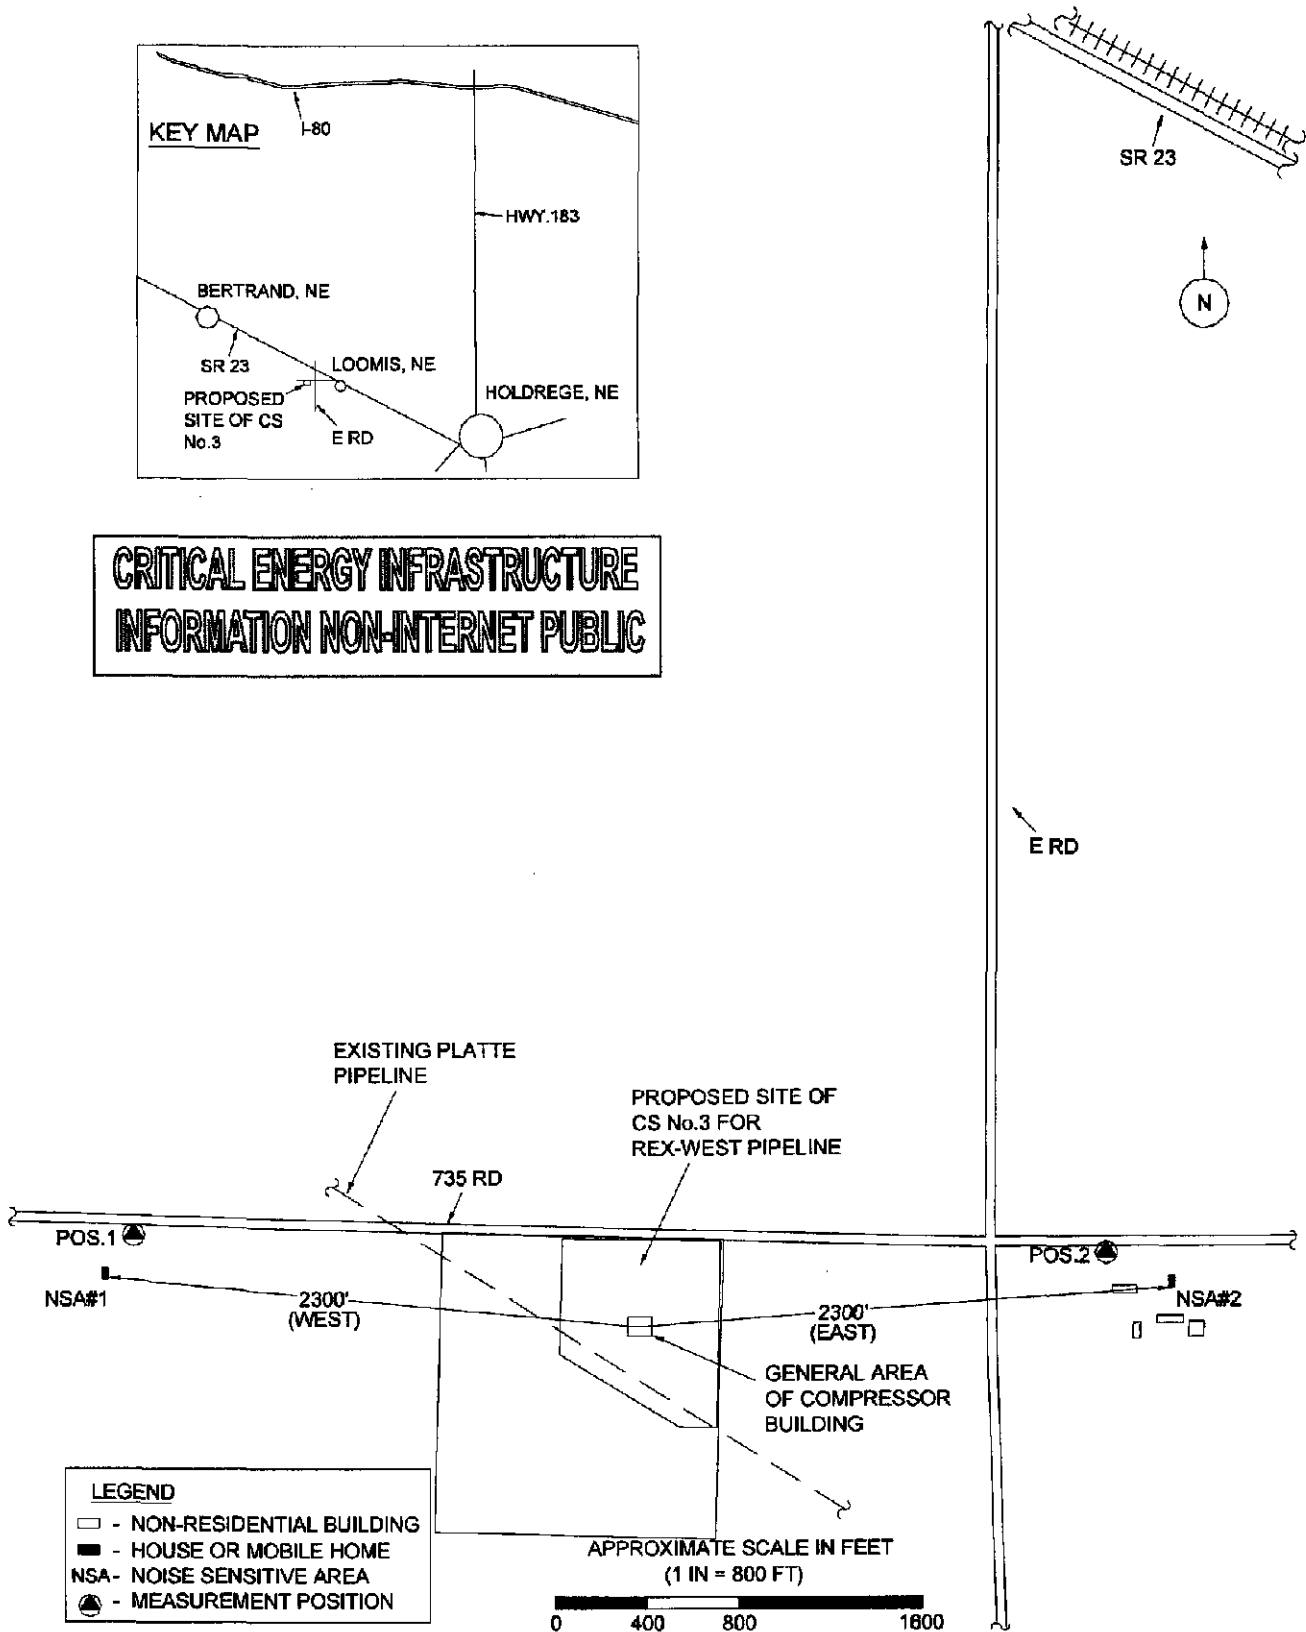 SR 23
N
KEY MAP
I-80
HWY.183
BERTRAND, NE
SR 23
LOOMIS, NE
PROPOSED
SITE OF CS
No.3
E RD
HOLDREGE, NE
CRITICAL ENERGY INFRASTRUCTURE
INFORMATION NON-INTERNET PUBLIC
E RD
EXISTING PLATTE
PIPELINE
PROPOSED SITE OF
CS No.3 FOR
REX-WEST PIPELINE
735 RD
POS.1
POS.2
NSA#1
2300'
(WEST)
2300'
(EAST)
NSA#2
GENERAL AREA
OF COMPRESSOR
BUILDING
LEGEND
- NON-RESIDENTIAL BUILDING
- HOUSE OR MOBILE HOME
NSA- NOISE SENSITIVE AREA
- MEASUREMENT POSITION
APPROXIMATE SCALE IN FEET
(1 IN = 800 FT)
0 400 800 1600